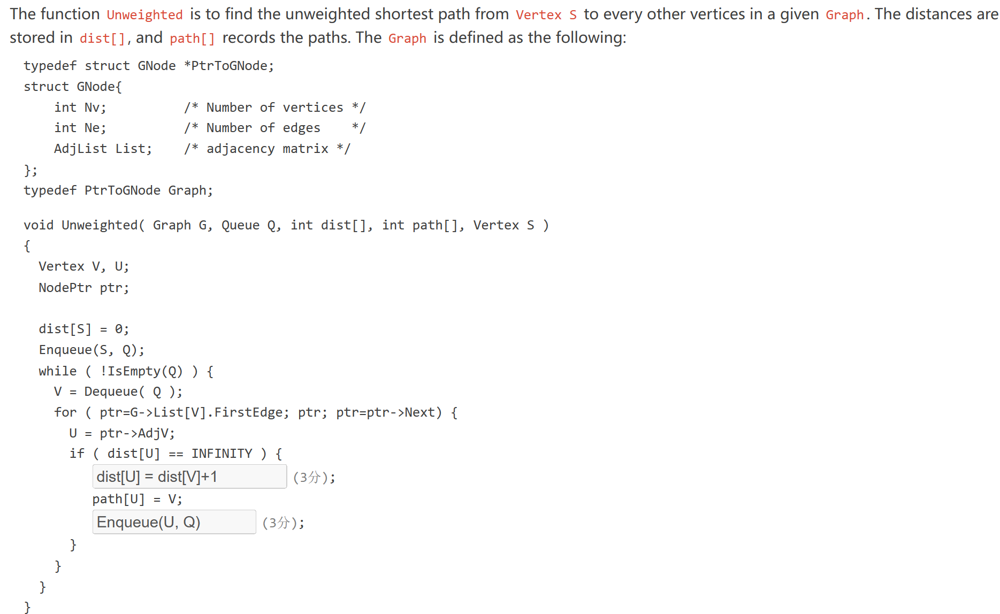 The function Unweighted is to find the unweighted shortest path from Vertex S to every other vertices in a given Graph. The distances are
stored in dist[], and path[] records the paths. The Graph is defined as the following:
typedef struct GNode *PtrToGNode;
struct GNode{
    int Nv;          /* Number of vertices */
    int Ne;          /* Number of edges    */
    AdjList List;    /* adjacency matrix */
};
typedef PtrToGNode Graph;
void Unweighted( Graph G, Queue Q, int dist[], int path[], Vertex S )
{
  Vertex V, U;
  NodePtr ptr;
  dist[S] = 0;
  Enqueue(S, Q);
  while ( !IsEmpty(Q) ) {
    V = Dequeue( Q );
    for ( ptr=G->List[V].FirstEdge; ptr; ptr=ptr->Next) {
      U = ptr->AdjV;
      if ( dist[U] == INFINITY ) {
         dist[U] = dist[V]+1 (3分);
         path[U] = V;
         Enqueue(U, Q) (3分);
      }
    }
  }
}